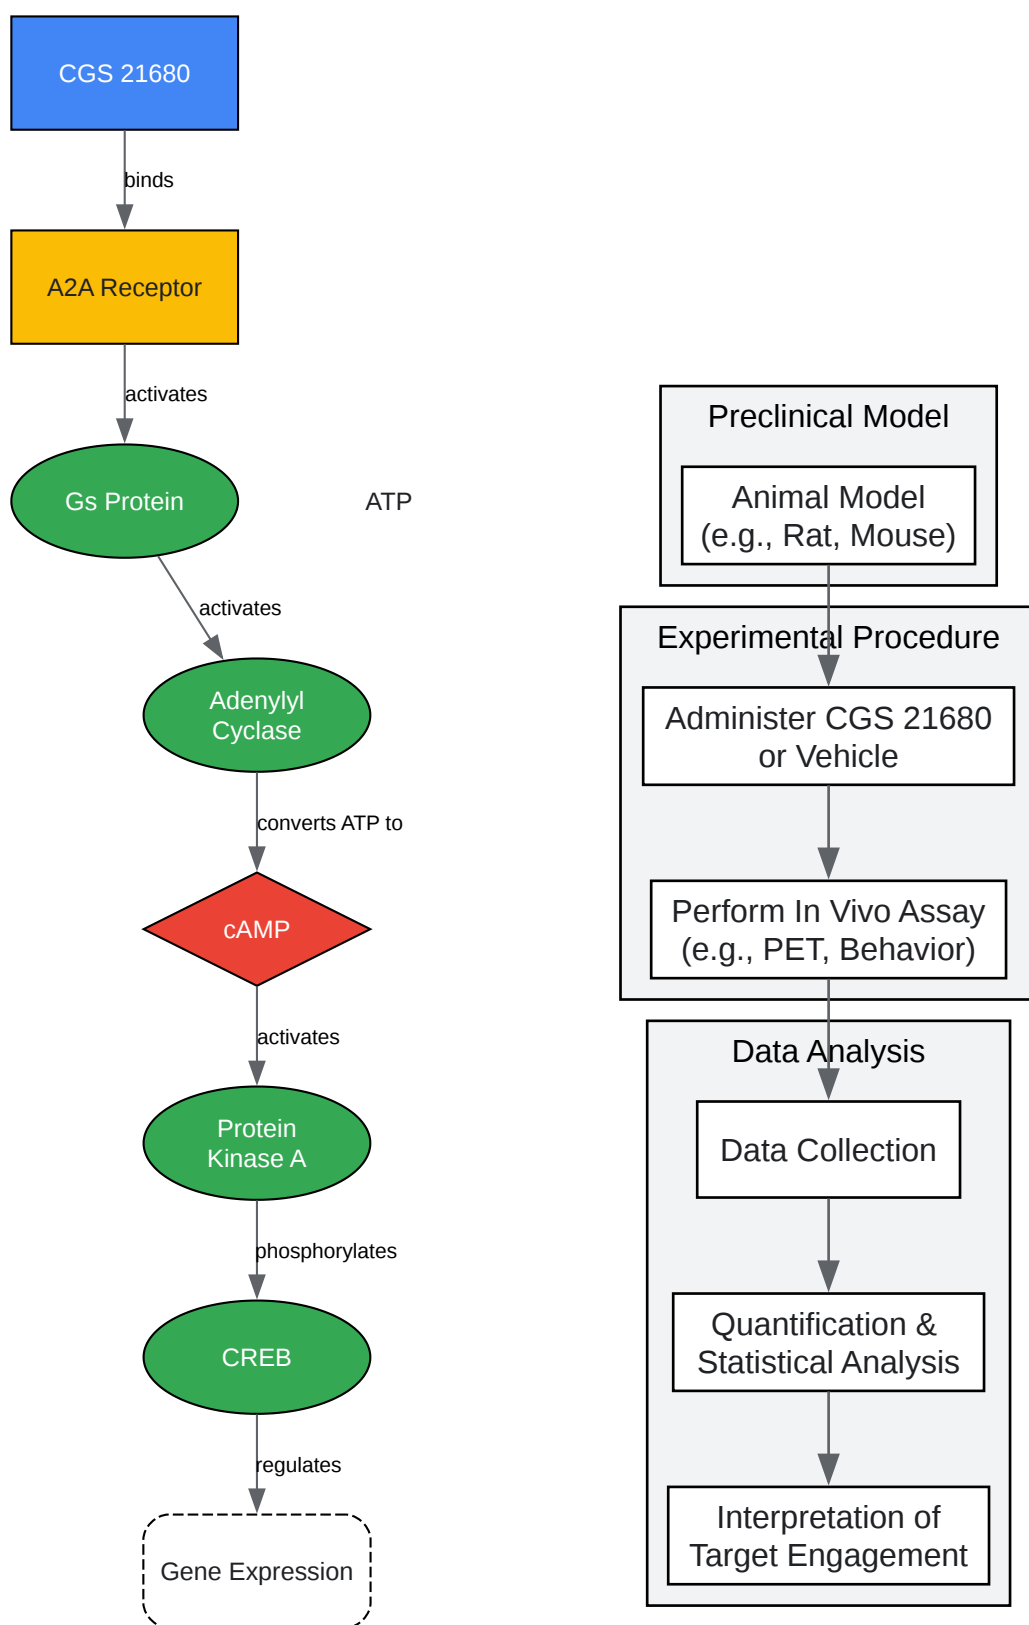 CGS 21680
binds
A2A Receptor
activates
Gs Protein
ATP
activates
Adenylyl
Cyclase
converts ATP to
cAMP
activates
Protein
Kinase A
phosphorylates
CREB
regulates
Gene Expression
Preclinical Model
Animal Model
(e.g., Rat, Mouse)
Experimental Procedure
Administer CGS 21680
or Vehicle
Perform In Vivo Assay
(e.g., PET, Behavior)
Data Analysis
Data Collection
Quantification &
Statistical Analysis
Interpretation of
Target Engagement